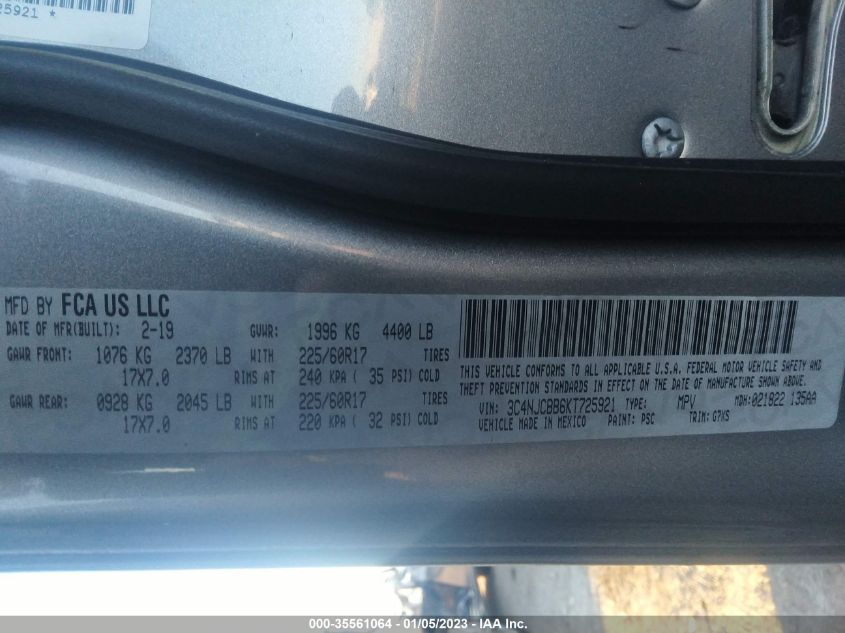 25921 *
MFD BY FCA US LLC
DATE OF MFR(BUILT): 2-19 GVWR: 1996 KG 4400 LB
GAWR FRONT: 1076 KG 2370 LB WITH 225/60R17 TIRES
17X7.0 RIMS AT 240 KPA ( 35 PSI) COLD
GAWR REAR: 0928 KG 2045 LB WITH 225/60R17 TIRES
17X7.0 RIMS AT 220 KPA ( 32 PSI) COLD
THIS VEHICLE CONFORMS TO ALL APPLICABLE U.S.A. FEDERAL MOTOR VEHICLE SAFETY AND
THEFT PREVENTION STANDARDS IN EFFECT ON THE DATE OF MANUFACTURE SHOWN ABOVE.
VIN: 3C4NJCBB6KT725921 TYPE: MPV MDH:021822 135AA
VEHICLE MADE IN MEXICO PAINT: PSC TRIM: G7XS
000-35561064 - 01/05/2023 - IAA Inc.